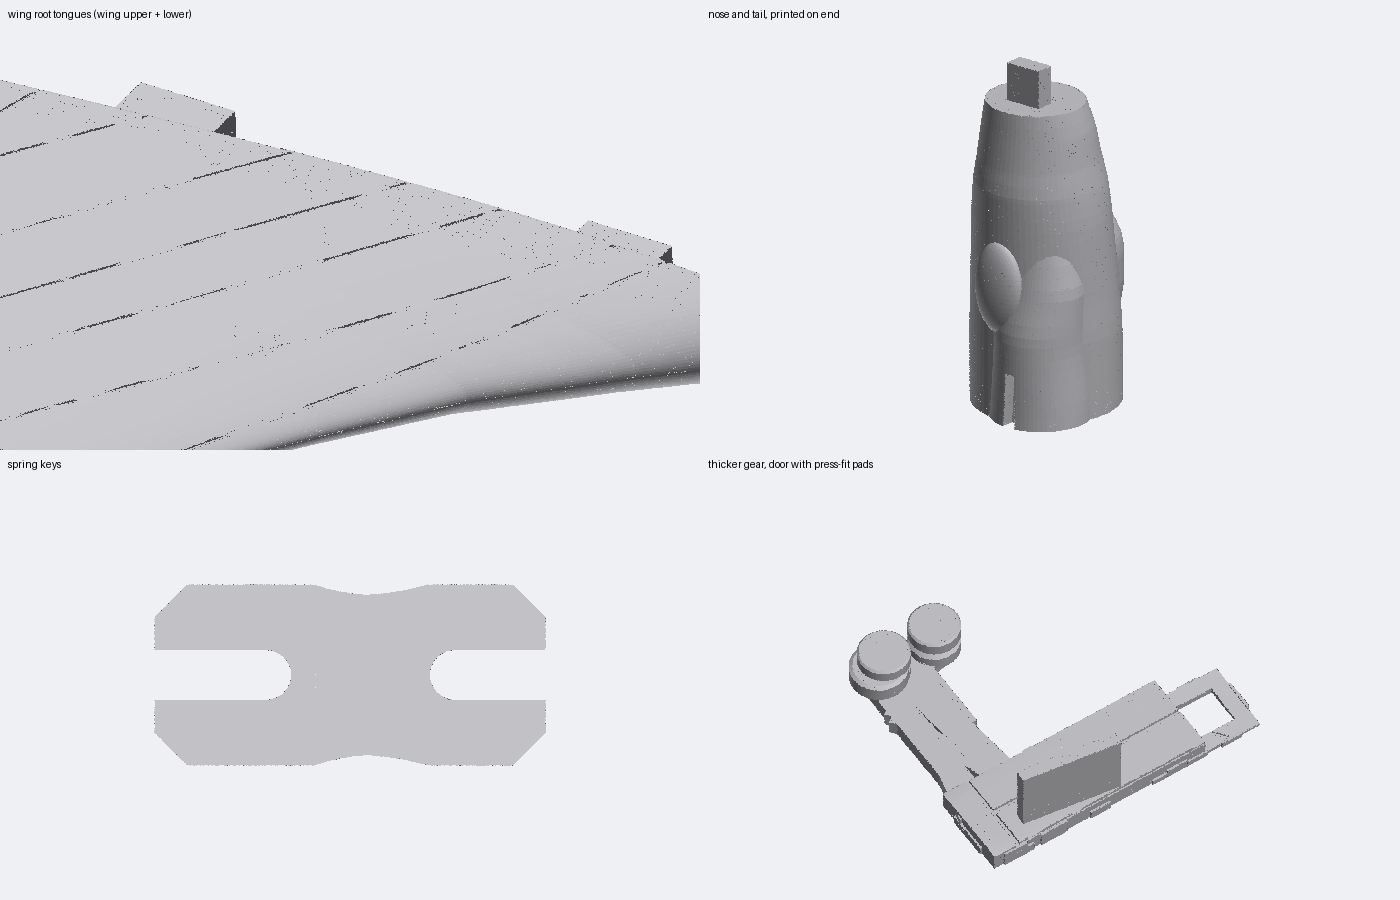 wing root tongues (wing upper + lower)
nose and tail, printed on end
spring keys
thicker gear, door with press-fit pads